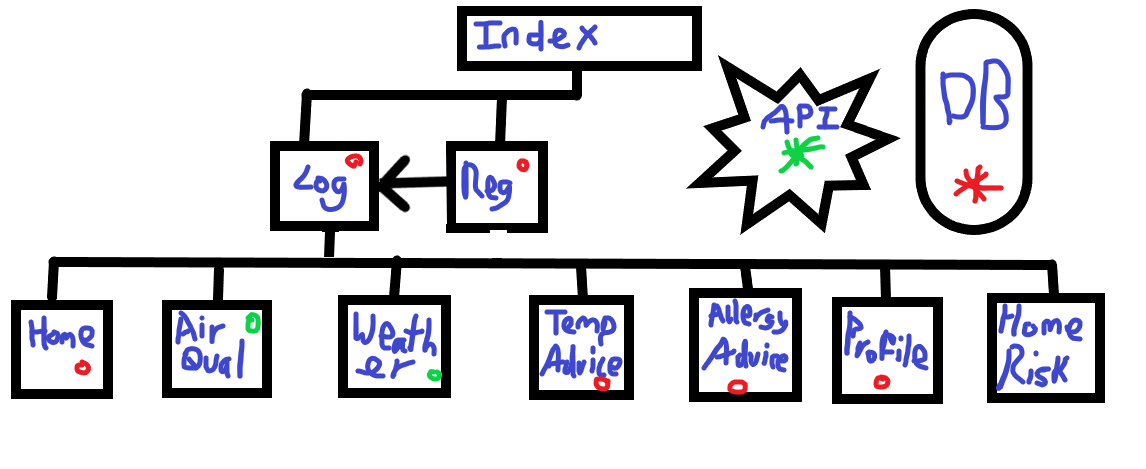 Index
API
DB
Log
Reg
Home
Air
Qual
Weath
er
Temp
Advice
Allergy
Advice
Profile
Home
Risk